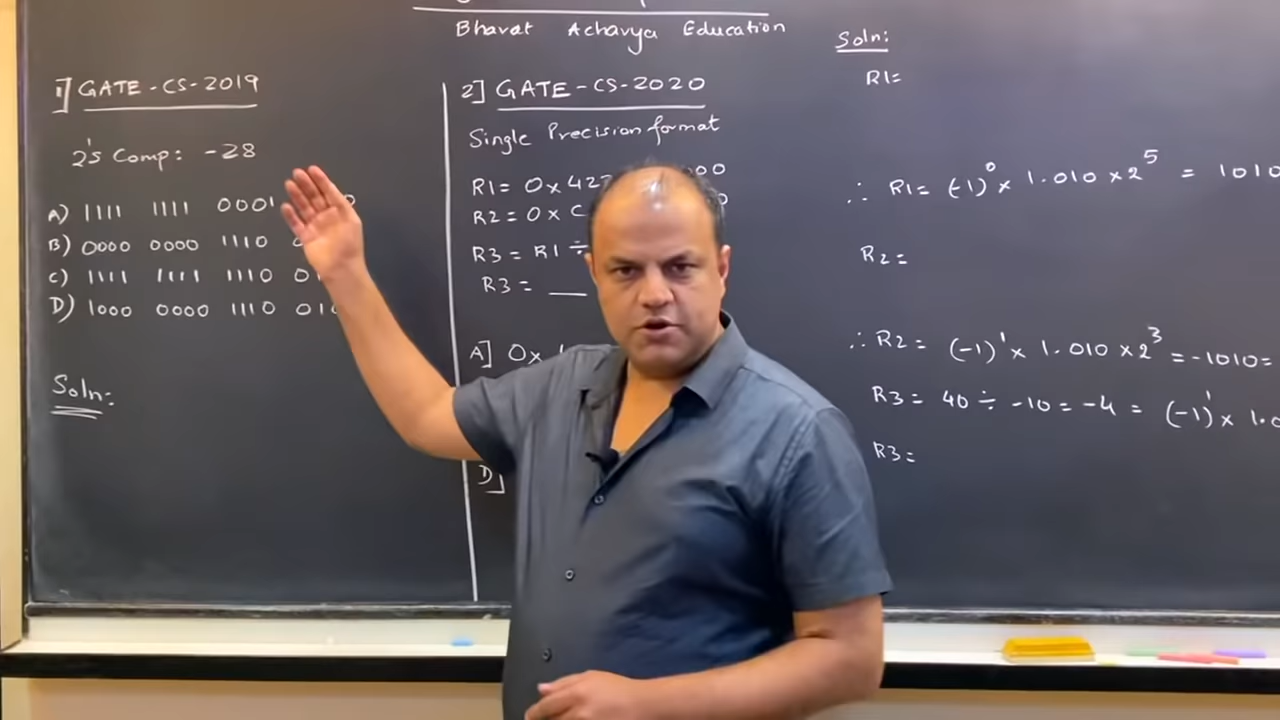 Bharat Acharya Education
1] GATE-CS-2019
2's Comp: -28
A) 1111 1111 0001
B) 0000 0000 1110
C) 1111 1111 1110
D) 1000 0000 1110
Soln:
2] GATE-CS-2020
Single Precision format
R1= 0x42
R2= 0x C
R3= R1 ÷
R3= __
A] 0x
D]
Soln:
R1=
∴ R1= (-1)^0 x 1.010 x 2^5 = 1010
R2=
∴ R2= (-1)^1 x 1.010 x 2^3 = -1010=
R3= 40 ÷ -10 = -4 = (-1)^1 x 1.0
R3=